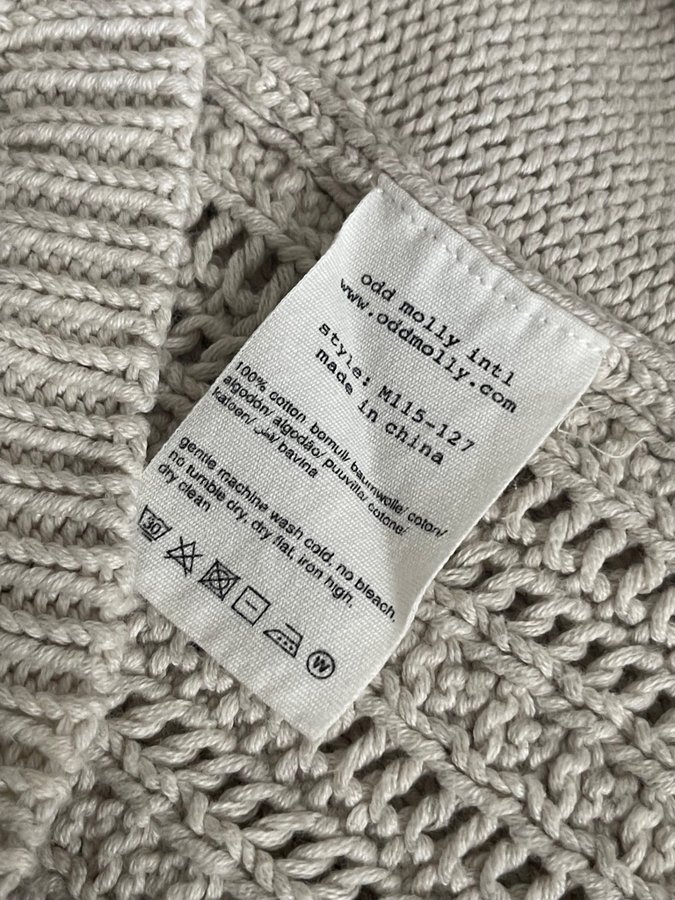 odd molly intl
www.oddmolly.com
style: M115-127
made in china
100% cotton, bomull, baumwolle/ coton/
algodón/ algodão/ puuvilla/ cotone/
katoen/ قطن/ bavlna
gentle machine wash cold, no bleach,
no tumble dry, dry flat, iron high,
dry clean
30 W